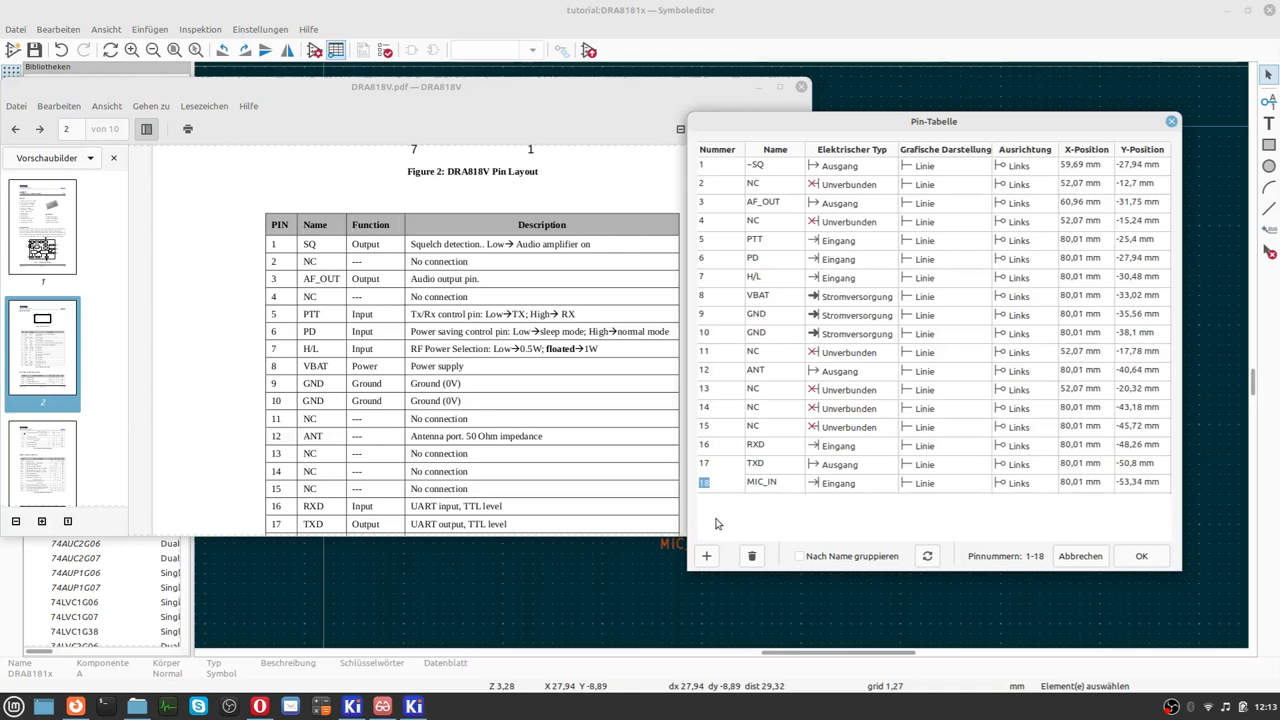 tutorial:DRA8181x — Symboleditor
Datei Bearbeiten Ansicht Einfügen Inspektion Einstellungen Hilfe
Bibliotheken
DRA818V.pdf — DRA818V
Datei Bearbeiten Ansicht Gehen zu Lesezeichen Hilfe
2 von 10
Vorschaubilder
1
2
7 1
Figure 2: DRA818V Pin Layout
PIN Name Function Description
1 SQ Output Squelch detection.. Low→ Audio amplifier on
2 NC --- No connection
3 AF_OUT Output Audio output pin.
4 NC --- No connection
5 PTT Input Tx/Rx control pin: Low→TX; High→ RX
6 PD Input Power saving control pin: Low→sleep mode; High→normal mode
7 H/L Input RF Power Selection: Low→0.5W; floated→1W
8 VBAT Power Power supply
9 GND Ground Ground (0V)
10 GND Ground Ground (0V)
11 NC --- No connection
12 ANT --- Antenna port. 50 Ohm impedance
13 NC --- No connection
14 NC --- No connection
15 NC --- No connection
16 RXD Input UART input, TTL level
17 TXD Output UART output, TTL level
Pin-Tabelle
Nummer Name Elektrischer Typ Grafische Darstellung Ausrichtung X-Position Y-Position
1 ~SQ Ausgang Linie Links 59,69 mm -27,94 mm
2 NC Unverbunden Linie Links 52,07 mm -12,7 mm
3 AF_OUT Ausgang Linie Links 60,96 mm -31,75 mm
4 NC Unverbunden Linie Links 52,07 mm -15,24 mm
5 PTT Eingang Linie Links 80,01 mm -25,4 mm
6 PD Eingang Linie Links 80,01 mm -27,94 mm
7 H/L Eingang Linie Links 80,01 mm -30,48 mm
8 VBAT Stromversorgung Linie Links 80,01 mm -33,02 mm
9 GND Stromversorgung Linie Links 80,01 mm -35,56 mm
10 GND Stromversorgung Linie Links 80,01 mm -38,1 mm
11 NC Unverbunden Linie Links 52,07 mm -17,78 mm
12 ANT Ausgang Linie Links 80,01 mm -40,64 mm
13 NC Unverbunden Linie Links 52,07 mm -20,32 mm
14 NC Unverbunden Linie Links 80,01 mm -43,18 mm
15 NC Unverbunden Linie Links 80,01 mm -45,72 mm
16 RXD Eingang Linie Links 80,01 mm -48,26 mm
17 TXD Ausgang Linie Links 80,01 mm -50,8 mm
18 MIC_IN Eingang Linie Links 80,01 mm -53,34 mm
Nach Name gruppieren Pinnummern: 1-18 Abbrechen OK
MIC
74AUC2G06 Dual
74AUC2G07 Dual
74AUP1G06 Singl
74AUP1G07 Singl
74LVC1G06 Singl
74LVC1G07 Singl
74LVC1G38 Singl
74LVC2G06 Dual
Name Komponente Körper Typ Beschreibung Schlüsselwörter Datenblatt
DRA8181x A Normal Symbol
Z 3,28 X 27,94 dy -8,89 dx 27,94 dy -8,89 dist 29,32 grid 1,27 mm Element(e) auswählen
12:13